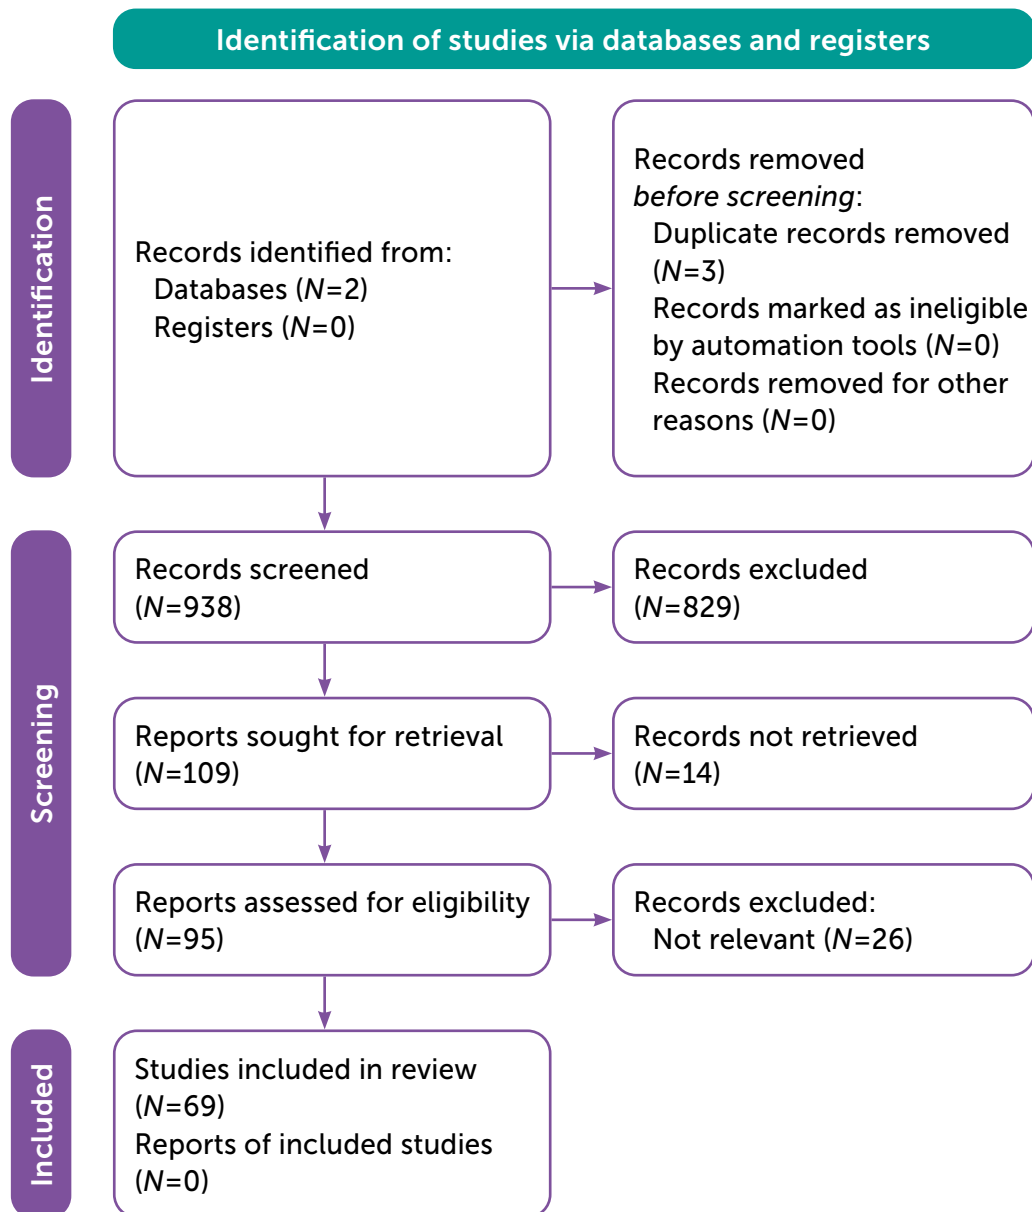 Identification of studies via databases and registers
Identification
Records identified from:
Databases (N=2)
Registers (N=0)
Records removed
before screening:
Duplicate records removed
(N=3)
Records marked as ineligible
by automation tools (N=0)
Records removed for other
reasons (N=0)
Screening
Records screened
(N=938)
Records excluded
(N=829)
Reports sought for retrieval
(N=109)
Records not retrieved
(N=14)
Reports assessed for eligibility
(N=95)
Records excluded:
Not relevant (N=26)
Included
Studies included in review
(N=69)
Reports of included studies
(N=0)